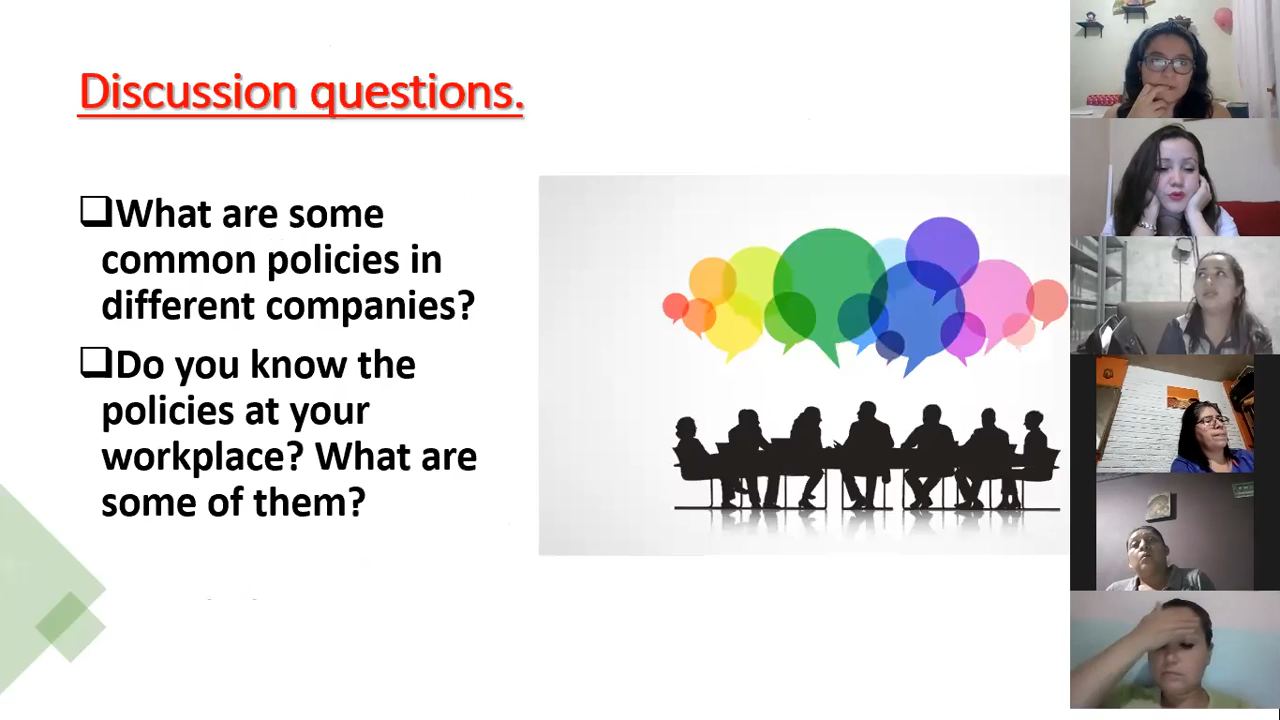 Discussion questions.
❑What are some
common policies in
different companies?
❑Do you know the
policies at your
workplace? What are
some of them?